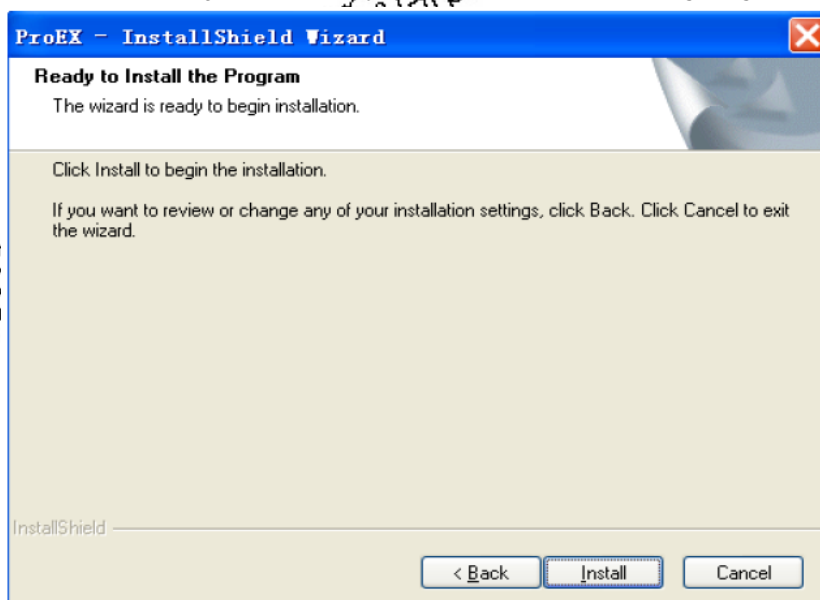 ProEX - InstallShield Wizard
Ready to Install the Program
The wizard is ready to begin installation.
Click Install to begin the installation.
If you want to review or change any of your installation settings, click Back. Click Cancel to exit
the wizard.
InstallShield
< Back
Install
Cancel